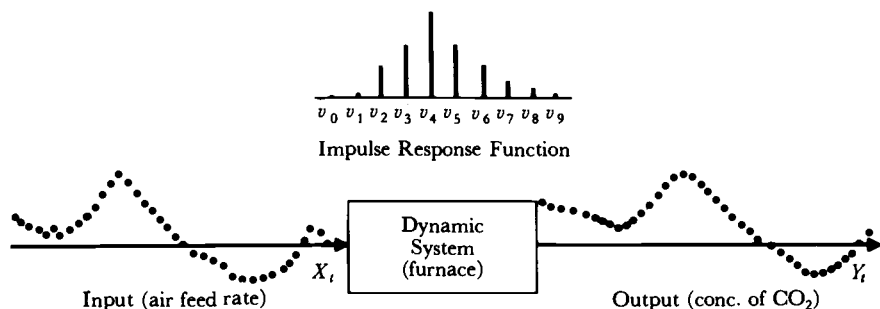 v0 v1 v2 v3 v4 v5 v6 v7 v8 v9
Impulse Response Function
Dynamic
System
(furnace)
Xt
Yt
Input (air feed rate)
Output (conc. of CO2)